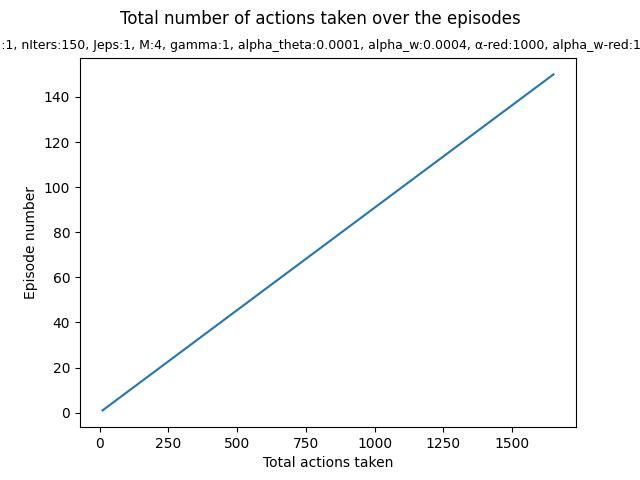 Total number of actions taken over the episodes
:1, nIters:150, Jeps:1, M:4, gamma:1, alpha_theta:0.0001, alpha_w:0.0004, α-red:1000, alpha_w-red:1
140
120
100
80
60
40
20
0
Episode number
0 250 500 750 1000 1250 1500
Total actions taken